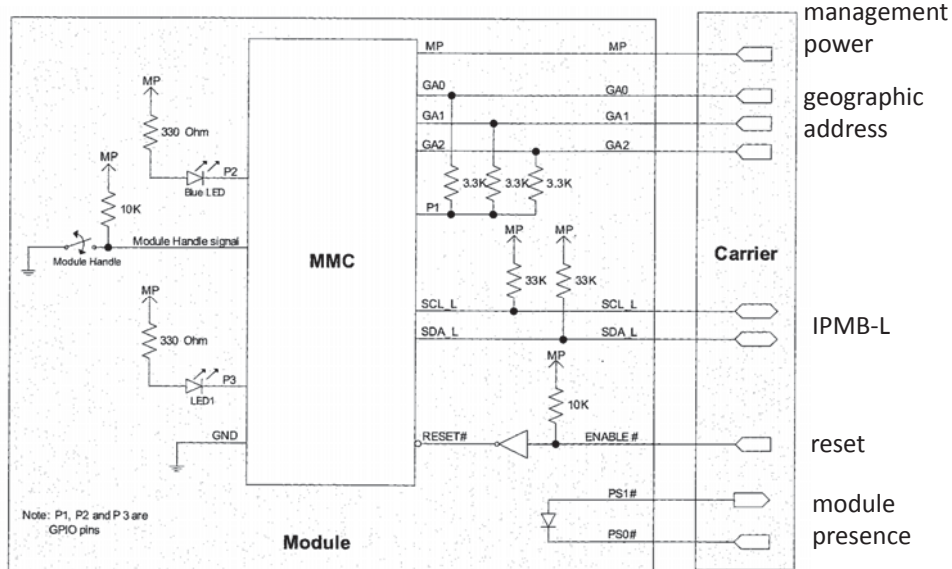 management
power
MP
MP
GA0
GA0
geographic
address
GA1
GA1
GA2
GA2
MP
330 Ohm
P2
Blue LED
3.3K
3.3K
3.3K
MP
10K
P1
Module Handle signal
Module Handle
MMC
MP
MP
Carrier
33K
33K
MP
SCL_L
SCL_L
IPMB-L
SDA_L
SDA_L
330 Ohm
MP
P3
LED1
10K
GND
RESET#
ENABLE #
reset
PS1#
module
presence
PS0#
Note: P1, P2 and P3 are
GPIO pins
Module